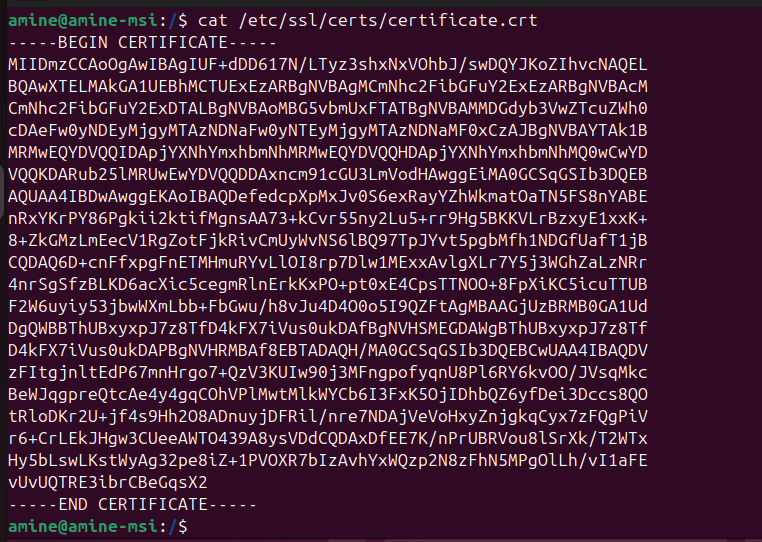 amine@amine-msi:/$ cat /etc/ssl/certs/certificate.crt
-----BEGIN CERTIFICATE-----
MIIDmzCCAoOgAwIBAgIUF+dDD617N/LTyz3shxNxVOhbJ/swDQYJKoZIhvcNAQEL
BQAwXTELMAkGA1UEBhMCTUExEzARBgNVBAgMCmNhc2FibGFuY2ExEzARBgNVBAcM
CmNhc2FibGFuY2ExDTALBgNVBAoMBG5vbmUxFTATBgNVBAMMDGdyb3VwZTcuZWh0
cDAeFw0yNDEyMjgyMTAzNDNaFw0yNTEyMjgyMTAzNDNaMF0xCzAJBgNVBAYTAk1B
MRMwEQYDVQQIDApjYXNhYmxhbmNhMRMwEQYDVQQHDApjYXNhYmxhbmNhMQ0wCwYD
VQQKDARub25lMRUwEwYDVQQDDAxncm91cGU3LmVodHAwggEiMA0GCSqGSIb3DQEB
AQUAA4IBDwAwggEKAoIBAQDefedcpXpMxJv0S6exRayYZhWkmatOaTN5FS8nYABE
nRxYKrPY86Pgkii2ktifMgnsAA73+kCvr55ny2Lu5+rr9Hg5BKKVLrBzxyE1xxK+
8+ZkGMzLmEecV1RgZotFjkRivCmUyWvNS6lBQ97TpJYvt5pgbMfh1NDGfUafT1jB
CQDAQ6D+cnFfxpgFnETMHmuRYvLlOI8rp7Dlw1MExxAvlgXLr7Y5j3WGhZaLzNRr
4nrSgSfzBLKD6acXic5cegmRlnErkKxPO+pt0xE4CpsTTNOO+8FpXiKC5icuTTUB
F2W6uyiy53jbwWXmLbb+FbGwu/h8vJu4D4O0o5I9QZFtAgMBAAGjUzBRMB0GA1Ud
DgQWBBThUBxyxpJ7z8TfD4kFX7iVus0ukDAfBgNVHSMEGDAWgBThUBxyxpJ7z8Tf
D4kFX7iVus0ukDAPBgNVHRMBAf8EBTADAQH/MA0GCSqGSIb3DQEBCwUAA4IBAQDV
zFItgjnltEdP67mnHrgo7+QzV3KUIw90j3MFngpofyqnU8Pl6RY6kvOO/JVsqMkc
BeWJqgpreQtcAe4y4gqCOhVPlMwtMlkWYCb6I3FxK5OjIDhbQZ6yfDei3Dccs8QO
tRloDKr2U+jf4s9Hh2O8ADnuyjDFRil/nre7NDAjVeVoHxyZnjgkqCyx7zFQgPiV
r6+CrLEkJHgw3CUeeAWTO439A8ysVDdCQDAxDfEE7K/nPrUBRVou8lSrXk/T2WTx
Hy5bLswLKstWyAg32pe8iZ+1PVOXR7bIzAvhYxWQzp2N8zFhN5MPgOlLh/vI1aFE
vUvUQTRE3ibrCBeGqsX2
-----END CERTIFICATE-----
amine@amine-msi:/$